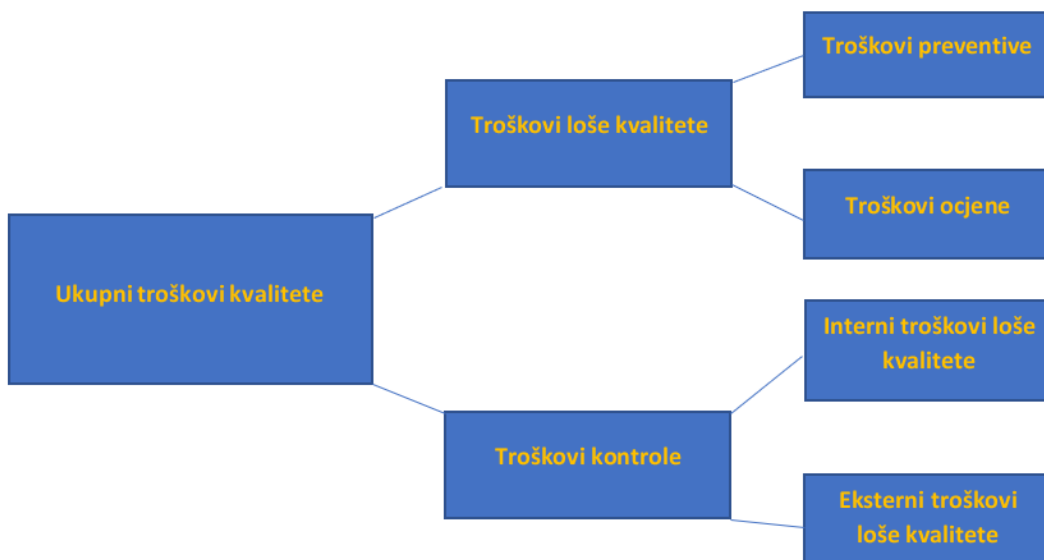 Troškovi preventive
Troškovi loše kvalitete
Troškovi ocjene
Ukupni troškovi kvalitete
Interni troškovi loše
kvalitete
Troškovi kontrole
Eksterni troškovi
loše kvalitete